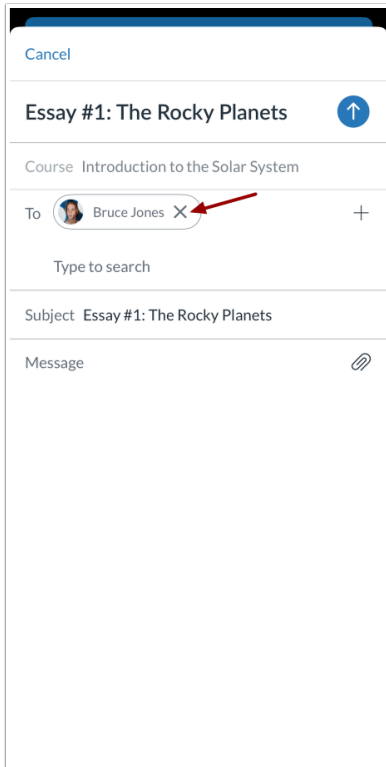 Cancel
Essay #1: The Rocky Planets
Course Introduction to the Solar System
To Bruce Jones
Type to search
Subject Essay #1: The Rocky Planets
Message